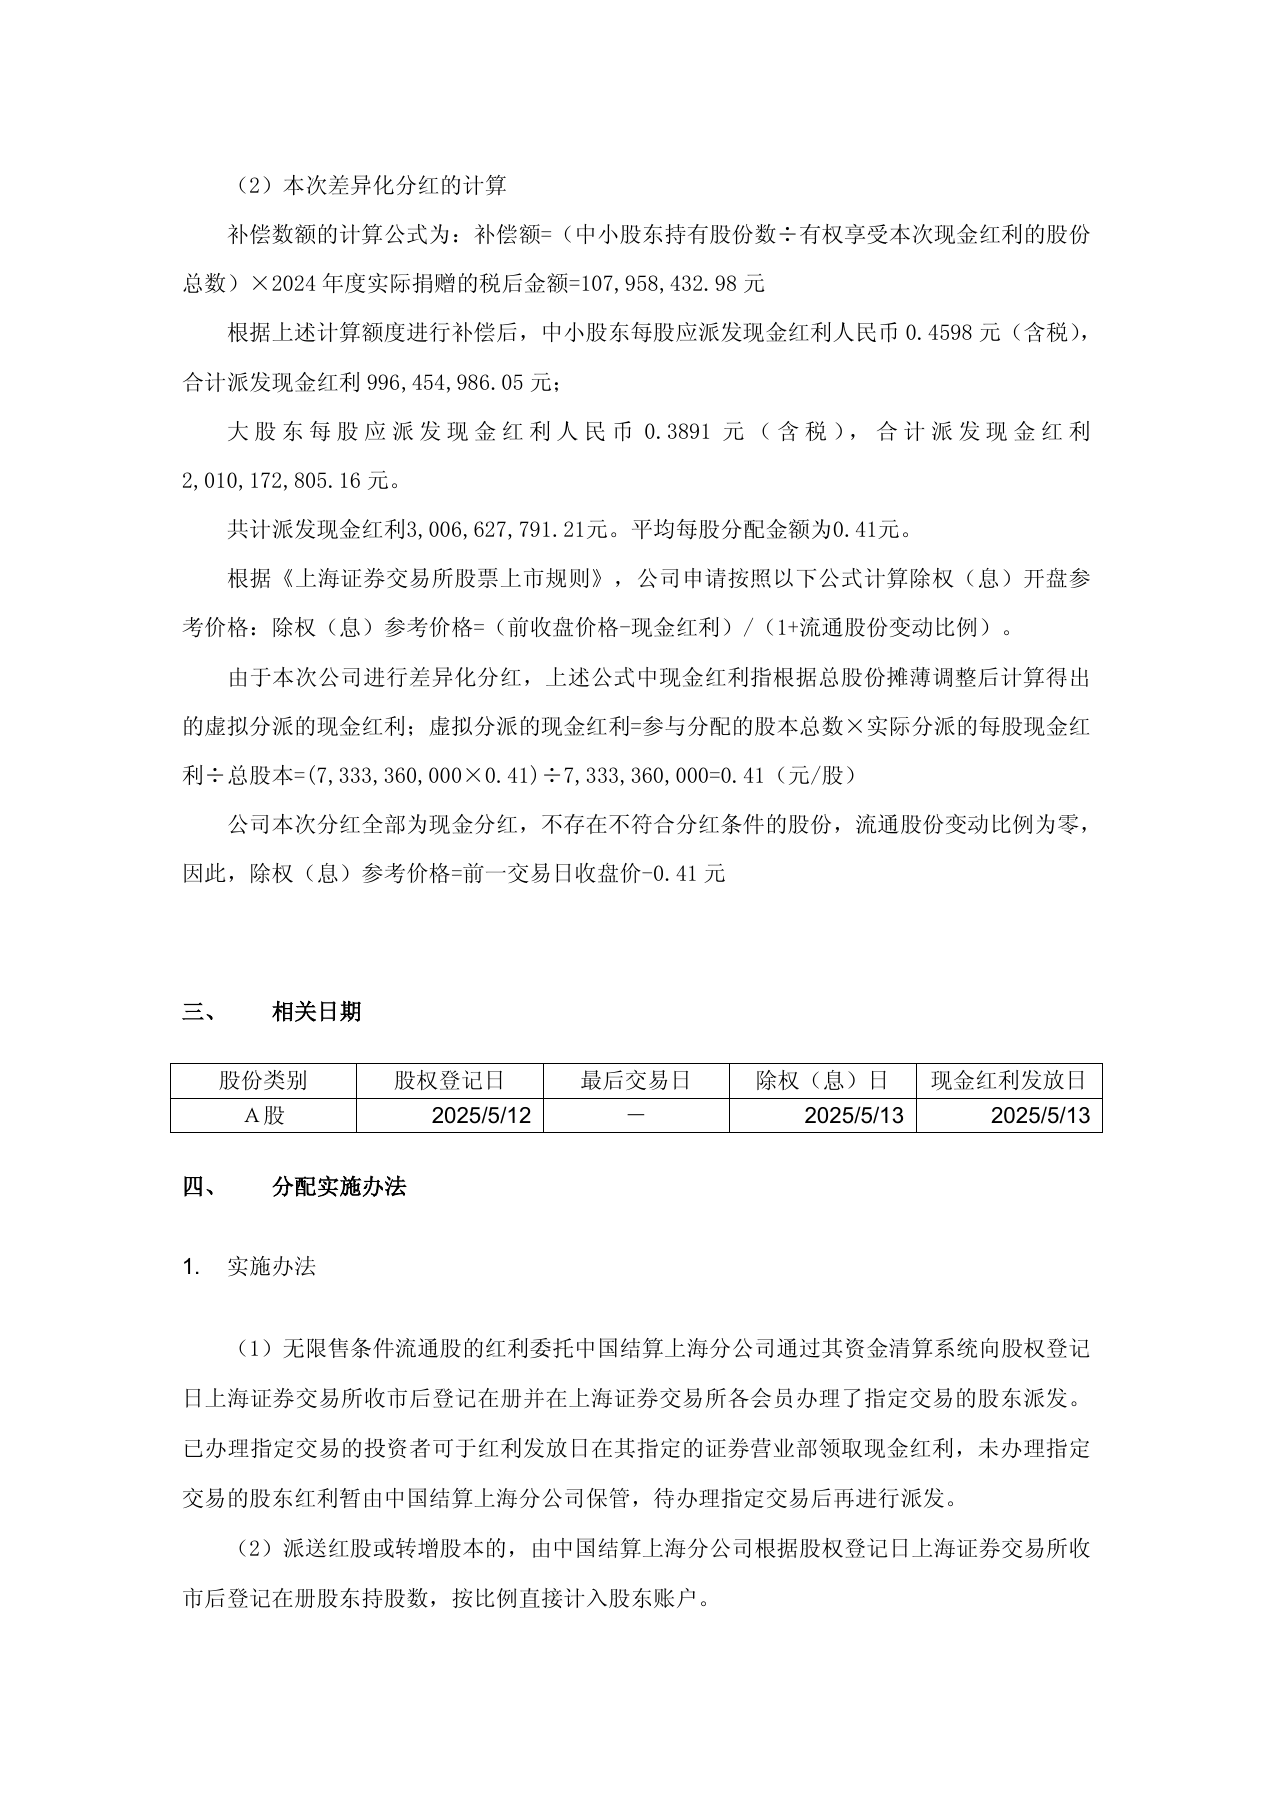 （2）本次差异化分红的计算
补偿数额的计算公式为：补偿额=（中小股东持有股份数÷有权享受本次现金红利的股份
总数）×2024 年度实际捐赠的税后金额=107,958,432.98 元
根据上述计算额度进行补偿后，中小股东每股应派发现金红利人民币 0.4598 元（含税），
合计派发现金红利 996,454,986.05 元；
大股东每股应派发现金红利人民币 0.3891 元（含税），合计派发现金红利
2,010,172,805.16 元。
共计派发现金红利3,006,627,791.21元。平均每股分配金额为0.41元。
根据《上海证券交易所股票上市规则》，公司申请按照以下公式计算除权（息）开盘参
考价格：除权（息）参考价格=（前收盘价格-现金红利）/（1+流通股份变动比例）。
由于本次公司进行差异化分红，上述公式中现金红利指根据总股份摊薄调整后计算得出
的虚拟分派的现金红利；虚拟分派的现金红利=参与分配的股本总数×实际分派的每股现金红
利÷总股本=(7,333,360,000×0.41)÷7,333,360,000=0.41（元/股）
公司本次分红全部为现金分红，不存在不符合分红条件的股份，流通股份变动比例为零，
因此，除权（息）参考价格=前一交易日收盘价-0.41 元
三、 相关日期
股份类别 股权登记日 最后交易日 除权（息）日 现金红利发放日
Ａ股 2025/5/12 － 2025/5/13 2025/5/13
四、 分配实施办法
1. 实施办法
（1）无限售条件流通股的红利委托中国结算上海分公司通过其资金清算系统向股权登记
日上海证券交易所收市后登记在册并在上海证券交易所各会员办理了指定交易的股东派发。
已办理指定交易的投资者可于红利发放日在其指定的证券营业部领取现金红利，未办理指定
交易的股东红利暂由中国结算上海分公司保管，待办理指定交易后再进行派发。
（2）派送红股或转增股本的，由中国结算上海分公司根据股权登记日上海证券交易所收
市后登记在册股东持股数，按比例直接计入股东账户。